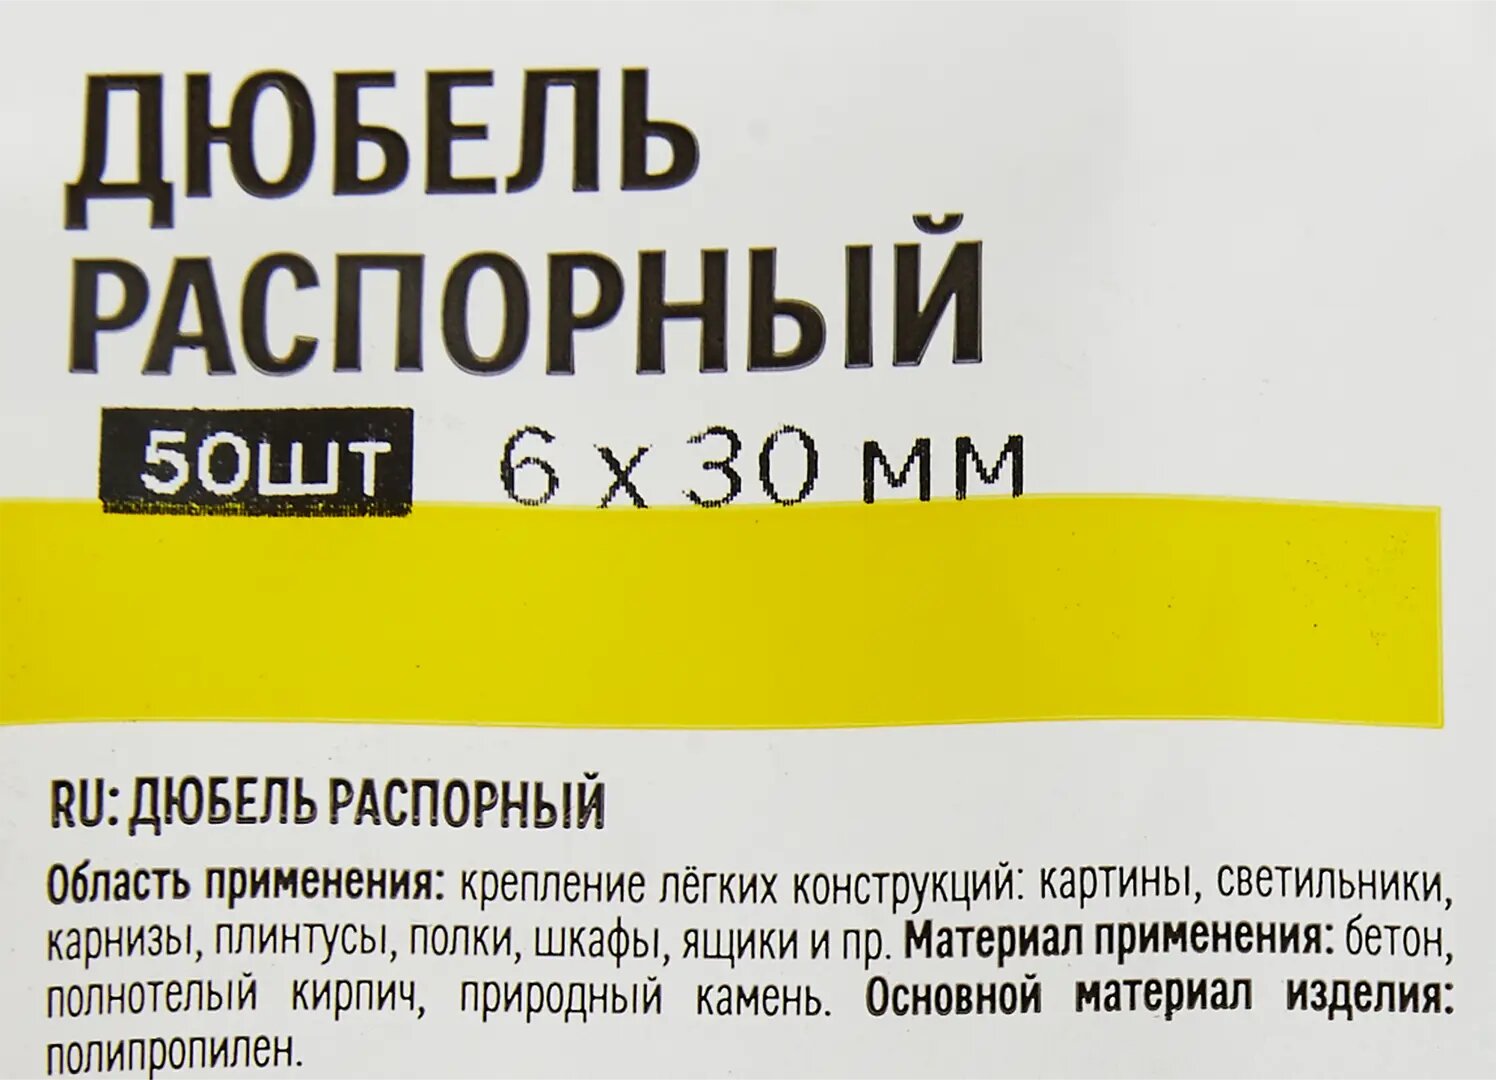 ДЮБЕЛЬ
РАСПОРНЫЙ
50шт 6 x 30 мм
RU: ДЮБЕЛЬ РАСПОРНЫЙ
Область применения: крепление лёгких конструкций: картины, светильники,
карнизы, плинтусы, полки, шкафы, ящики и пр. Материал применения: бетон,
полнотелый кирпич, природный камень. Основной материал изделия:
полипропилен.